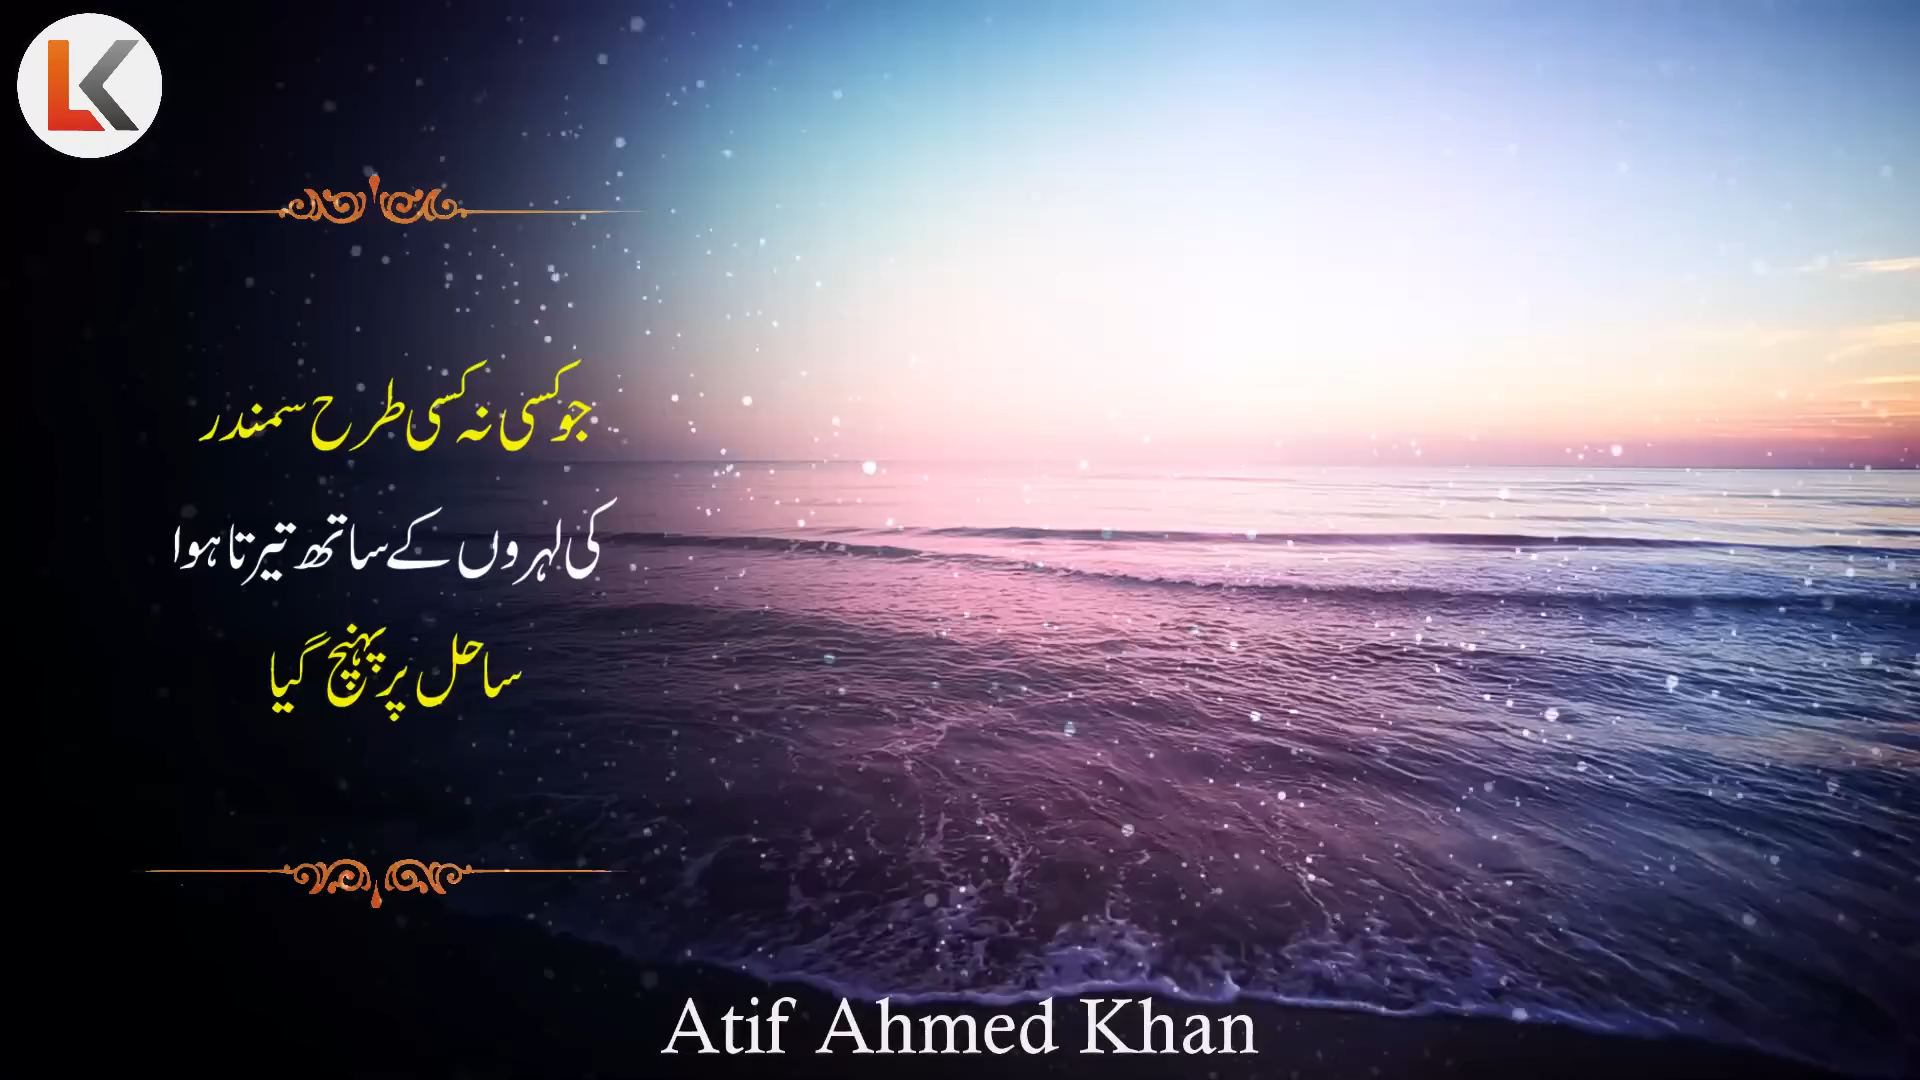 LK
جو کسی نہ کسی طرح سمندر
کی لہروں کے ساتھ تیرتا ہوا
ساحل پر پہنچ گیا
Atif Ahmed Khan